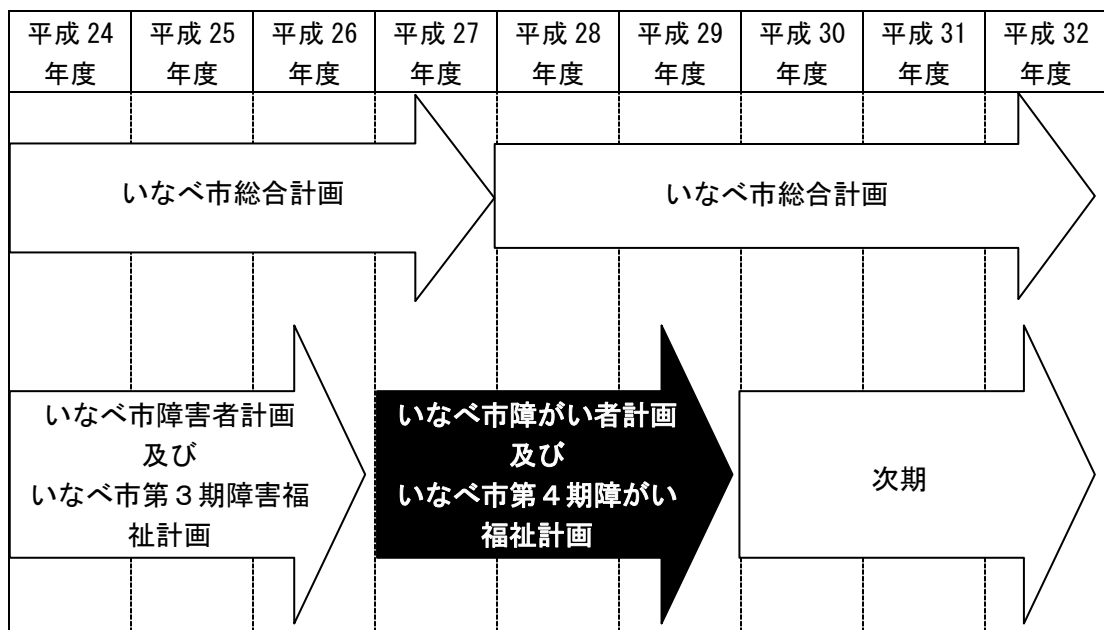 平成 24 平成 25 平成 26 平成 27 平成 28 平成 29 平成 30 平成 31 平成 32
年度 年度 年度 年度 年度 年度 年度 年度 年度
いなべ市総合計画 いなべ市総合計画
いなべ市障害者計画
及び
いなべ市第３期障害福
祉計画
いなべ市障がい者計画
及び
いなべ市第４期障がい
福祉計画
次期